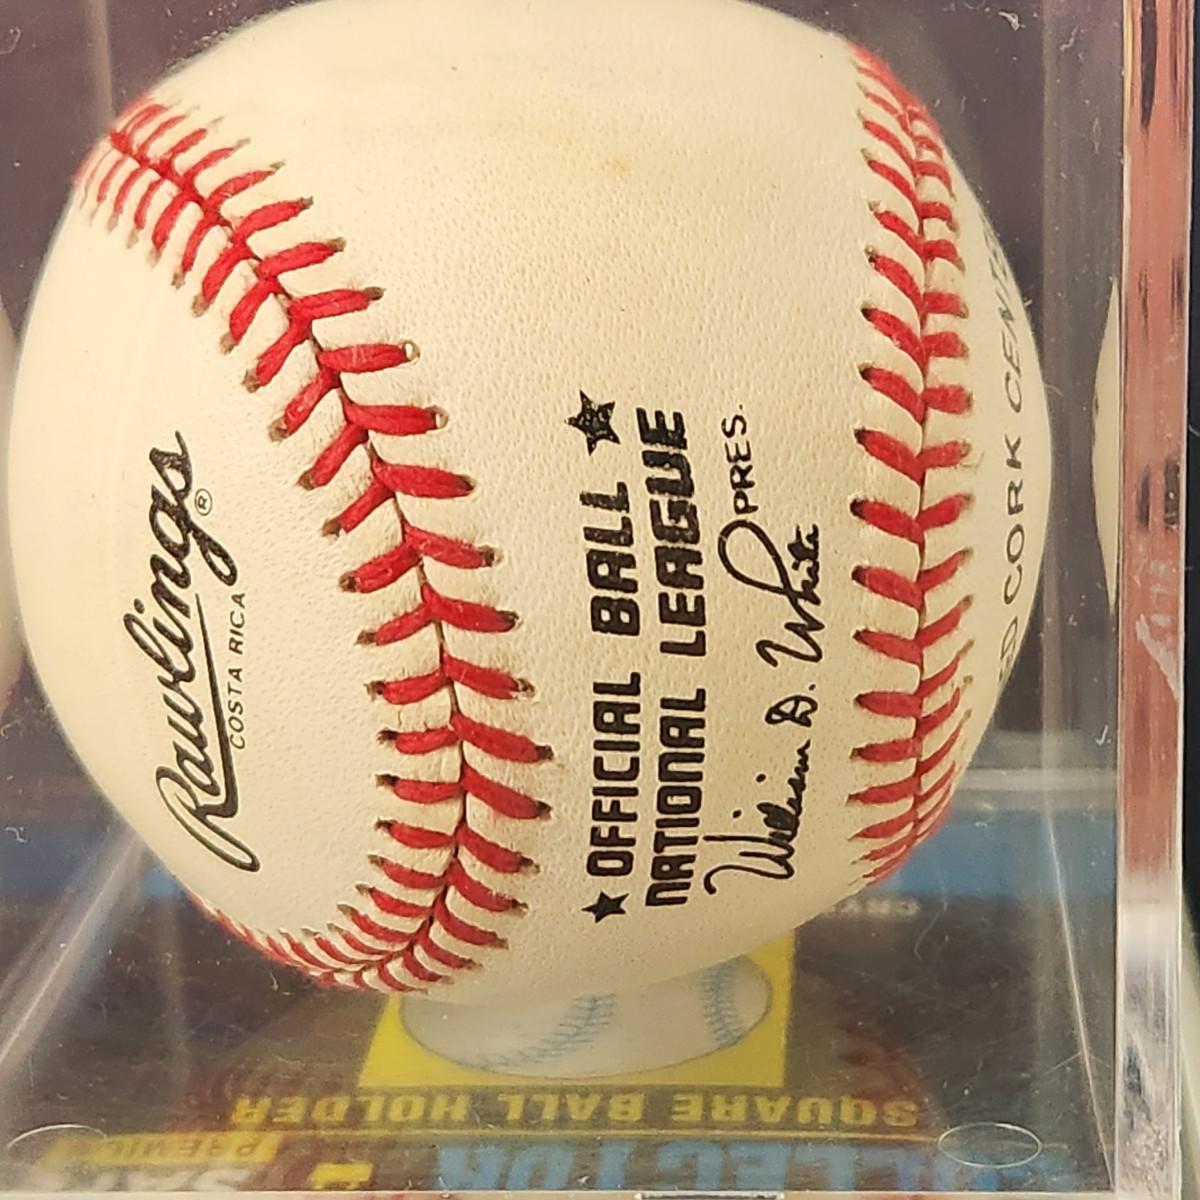 Rawlings®
COSTA RICA
★ OFFICIAL BALL ★
NATIONAL LEAGUE
William D. White PRES.
CORK CENTER
SQUARE BALL HOLDER